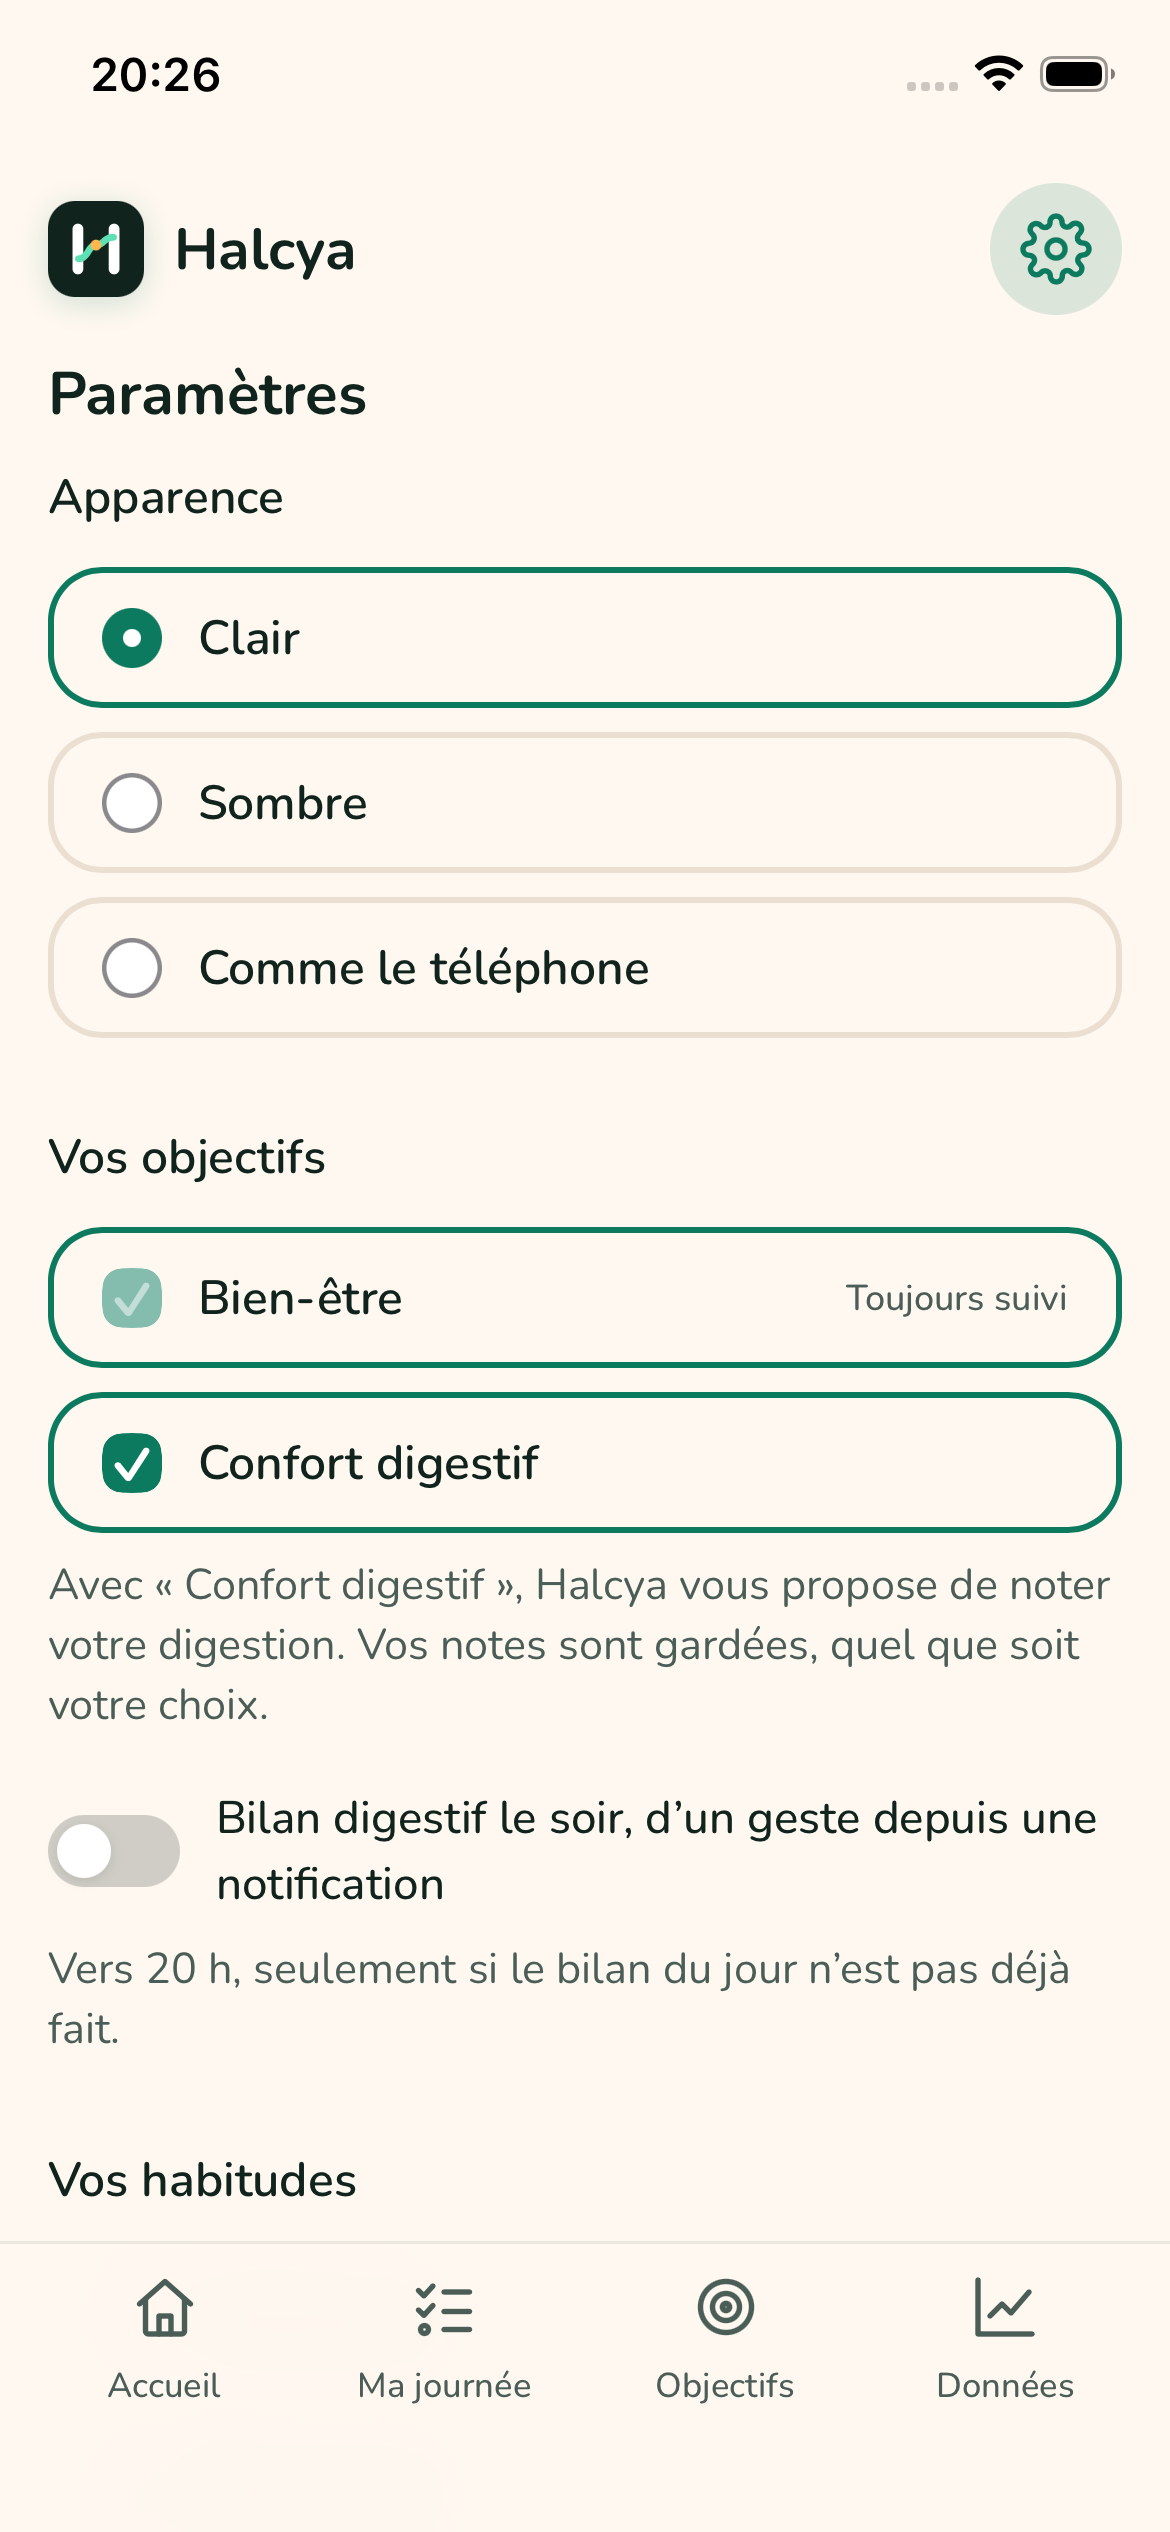 20:26
Halcya
Paramètres
Apparence
Clair
Sombre
Comme le téléphone
Vos objectifs
Bien-être
Toujours suivi
Confort digestif
Avec « Confort digestif », Halcya vous propose de noter
votre digestion. Vos notes sont gardées, quel que soit
votre choix.
Bilan digestif le soir, d’un geste depuis une
notification
Vers 20 h, seulement si le bilan du jour n’est pas déjà
fait.
Vos habitudes
Accueil
Ma journée
Objectifs
Données